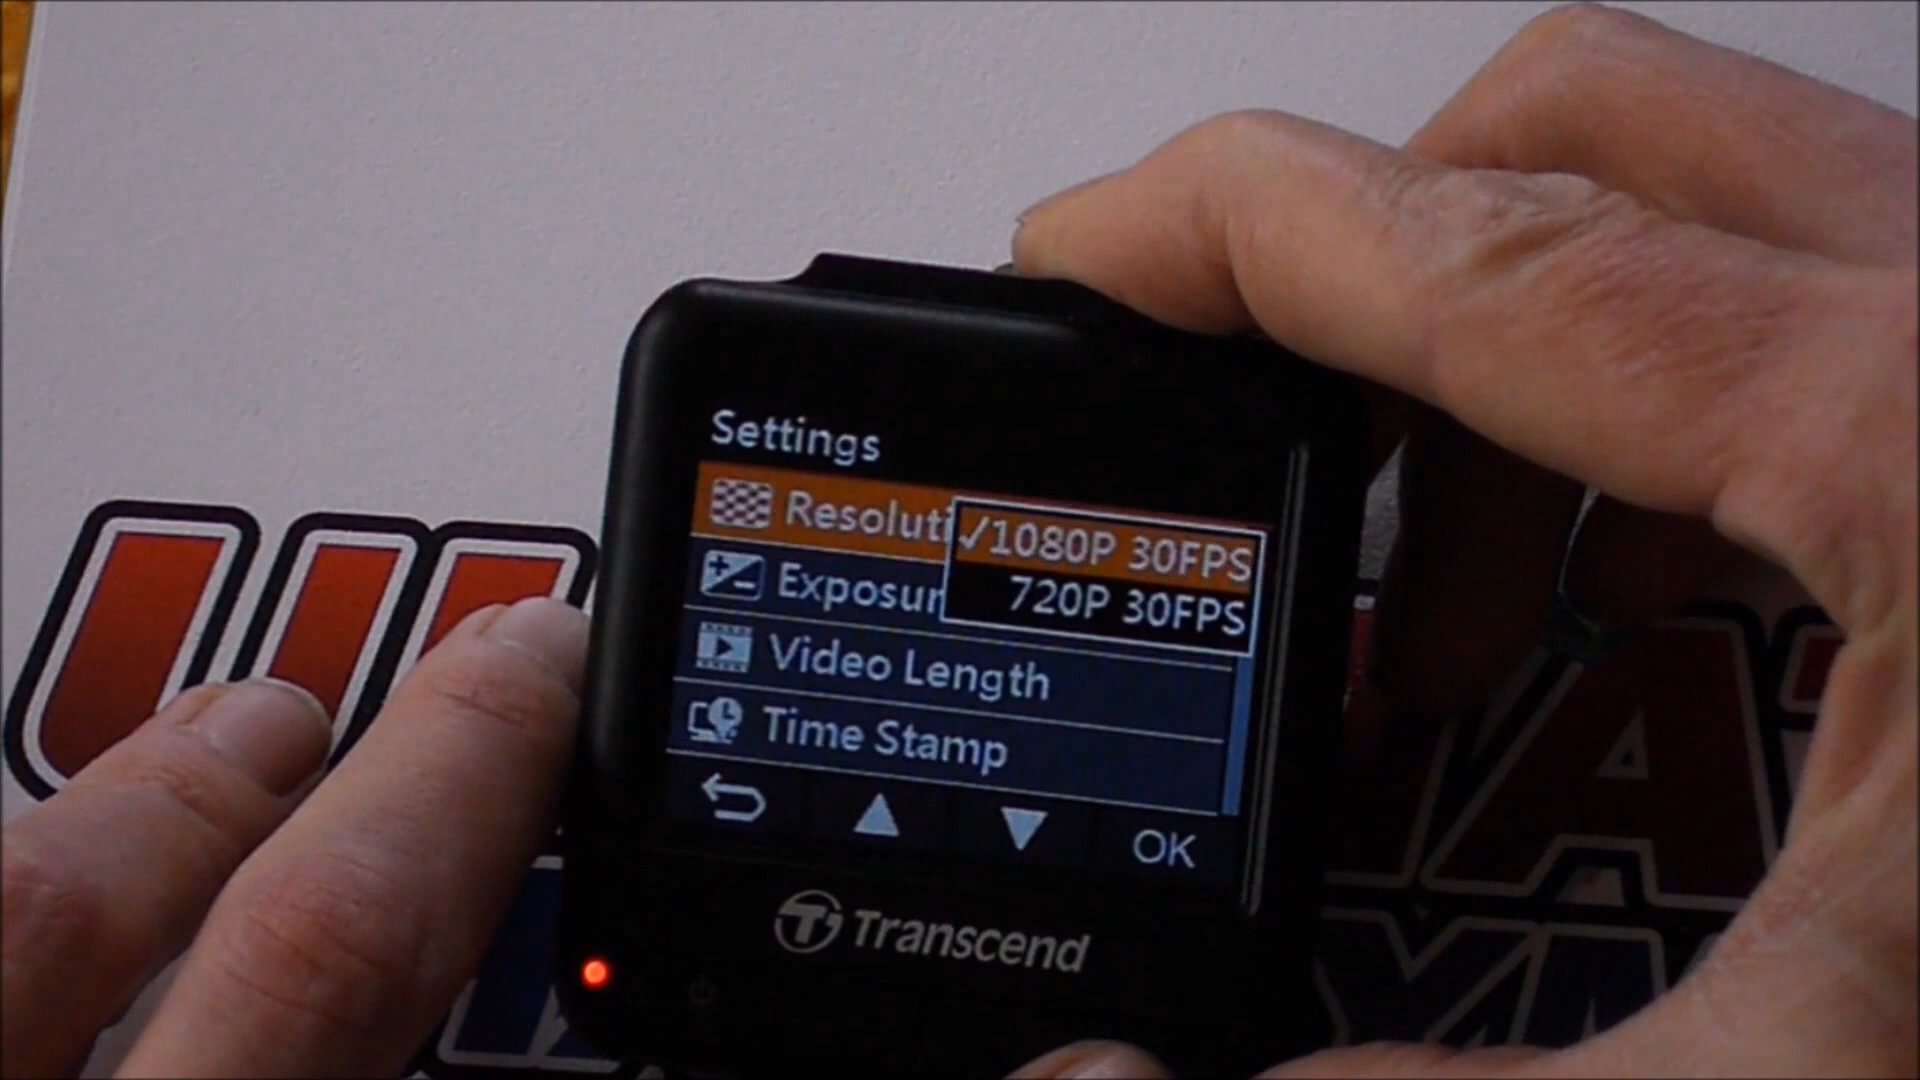 Settings
Resoluti
✓1080P 30FPS
720P 30FPS
Exposur
Video Length
Time Stamp
OK
Transcend